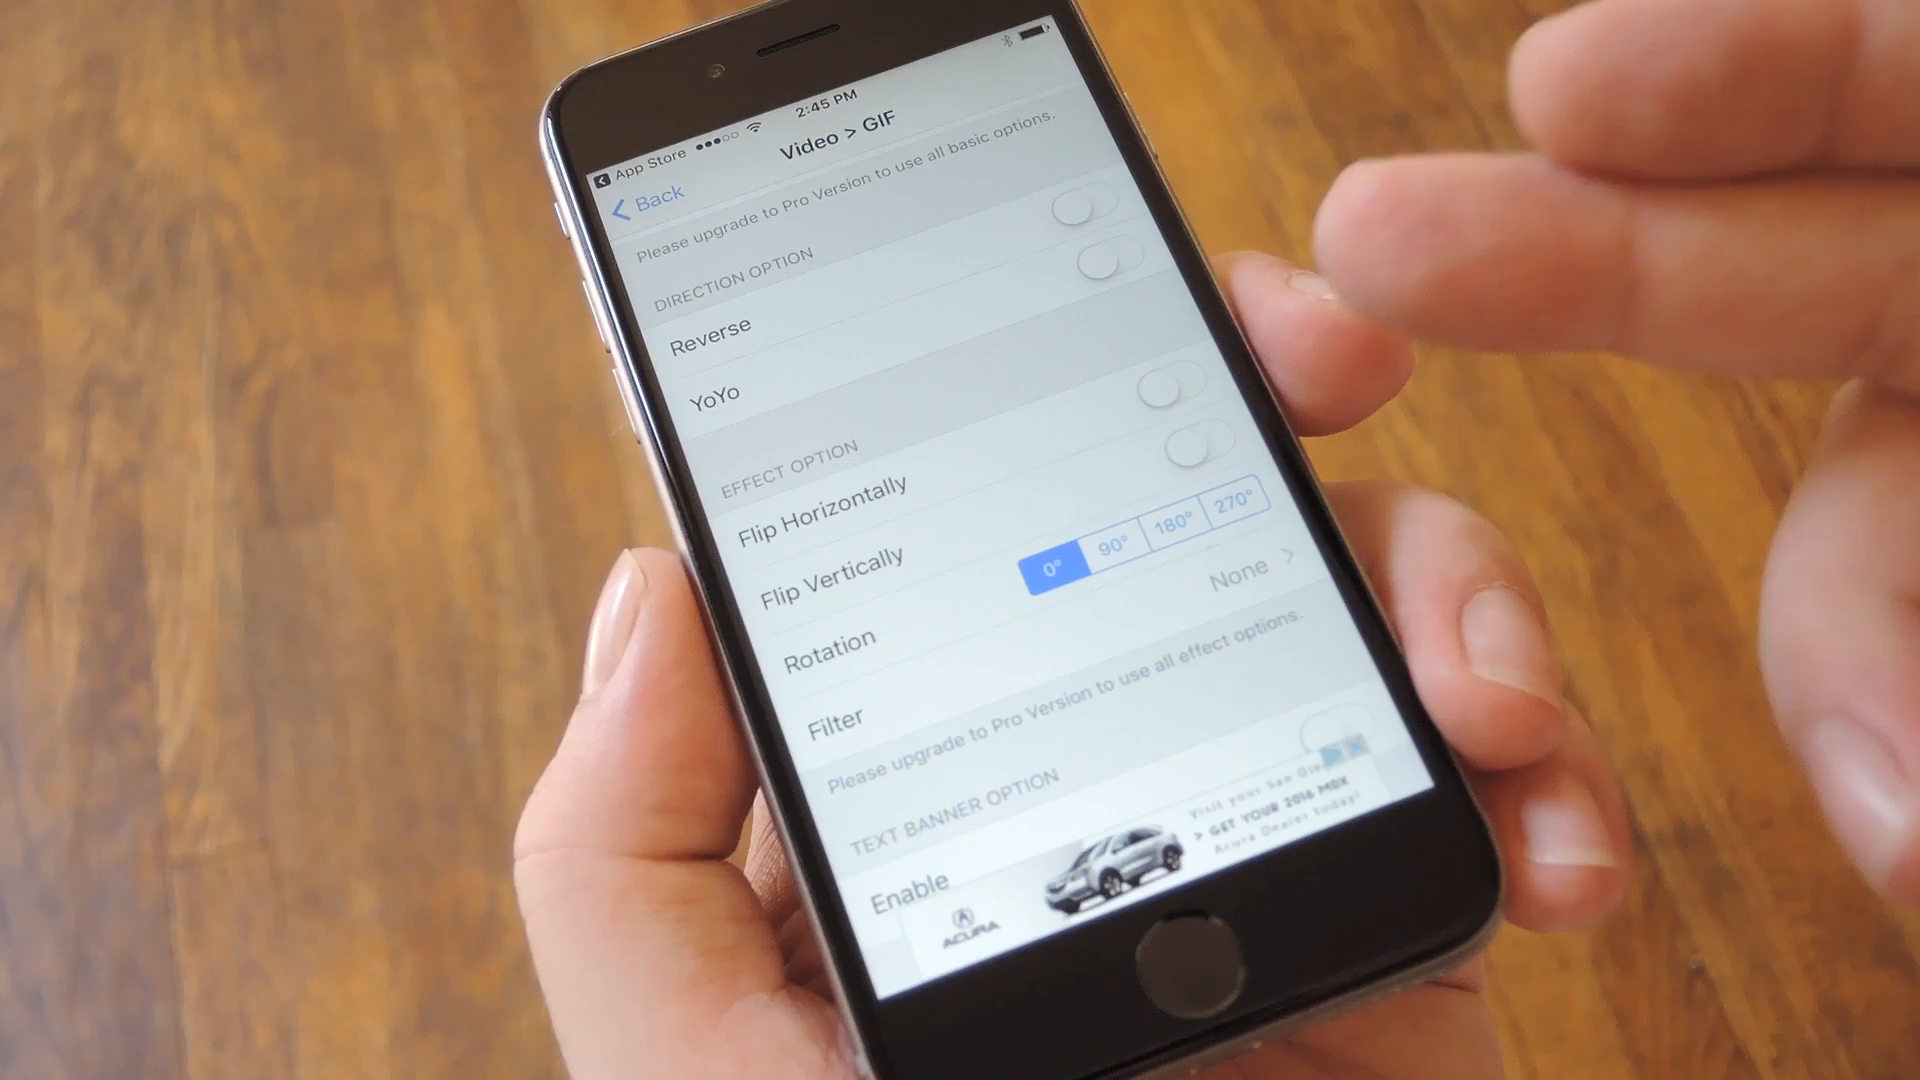 App Store
2:45 PM
Back
Video > GIF
Please upgrade to Pro Version to use all basic options.
DIRECTION OPTION
Reverse
YoYo
EFFECT OPTION
Flip Horizontally
Flip Vertically
Rotation
0° 90° 180° 270°
Filter
None
Please upgrade to Pro Version to use all effect options.
TEXT BANNER OPTION
Enable
ACURA
Visit your San Die
> GET YOUR 2016 MDX
Acura Dealer today!